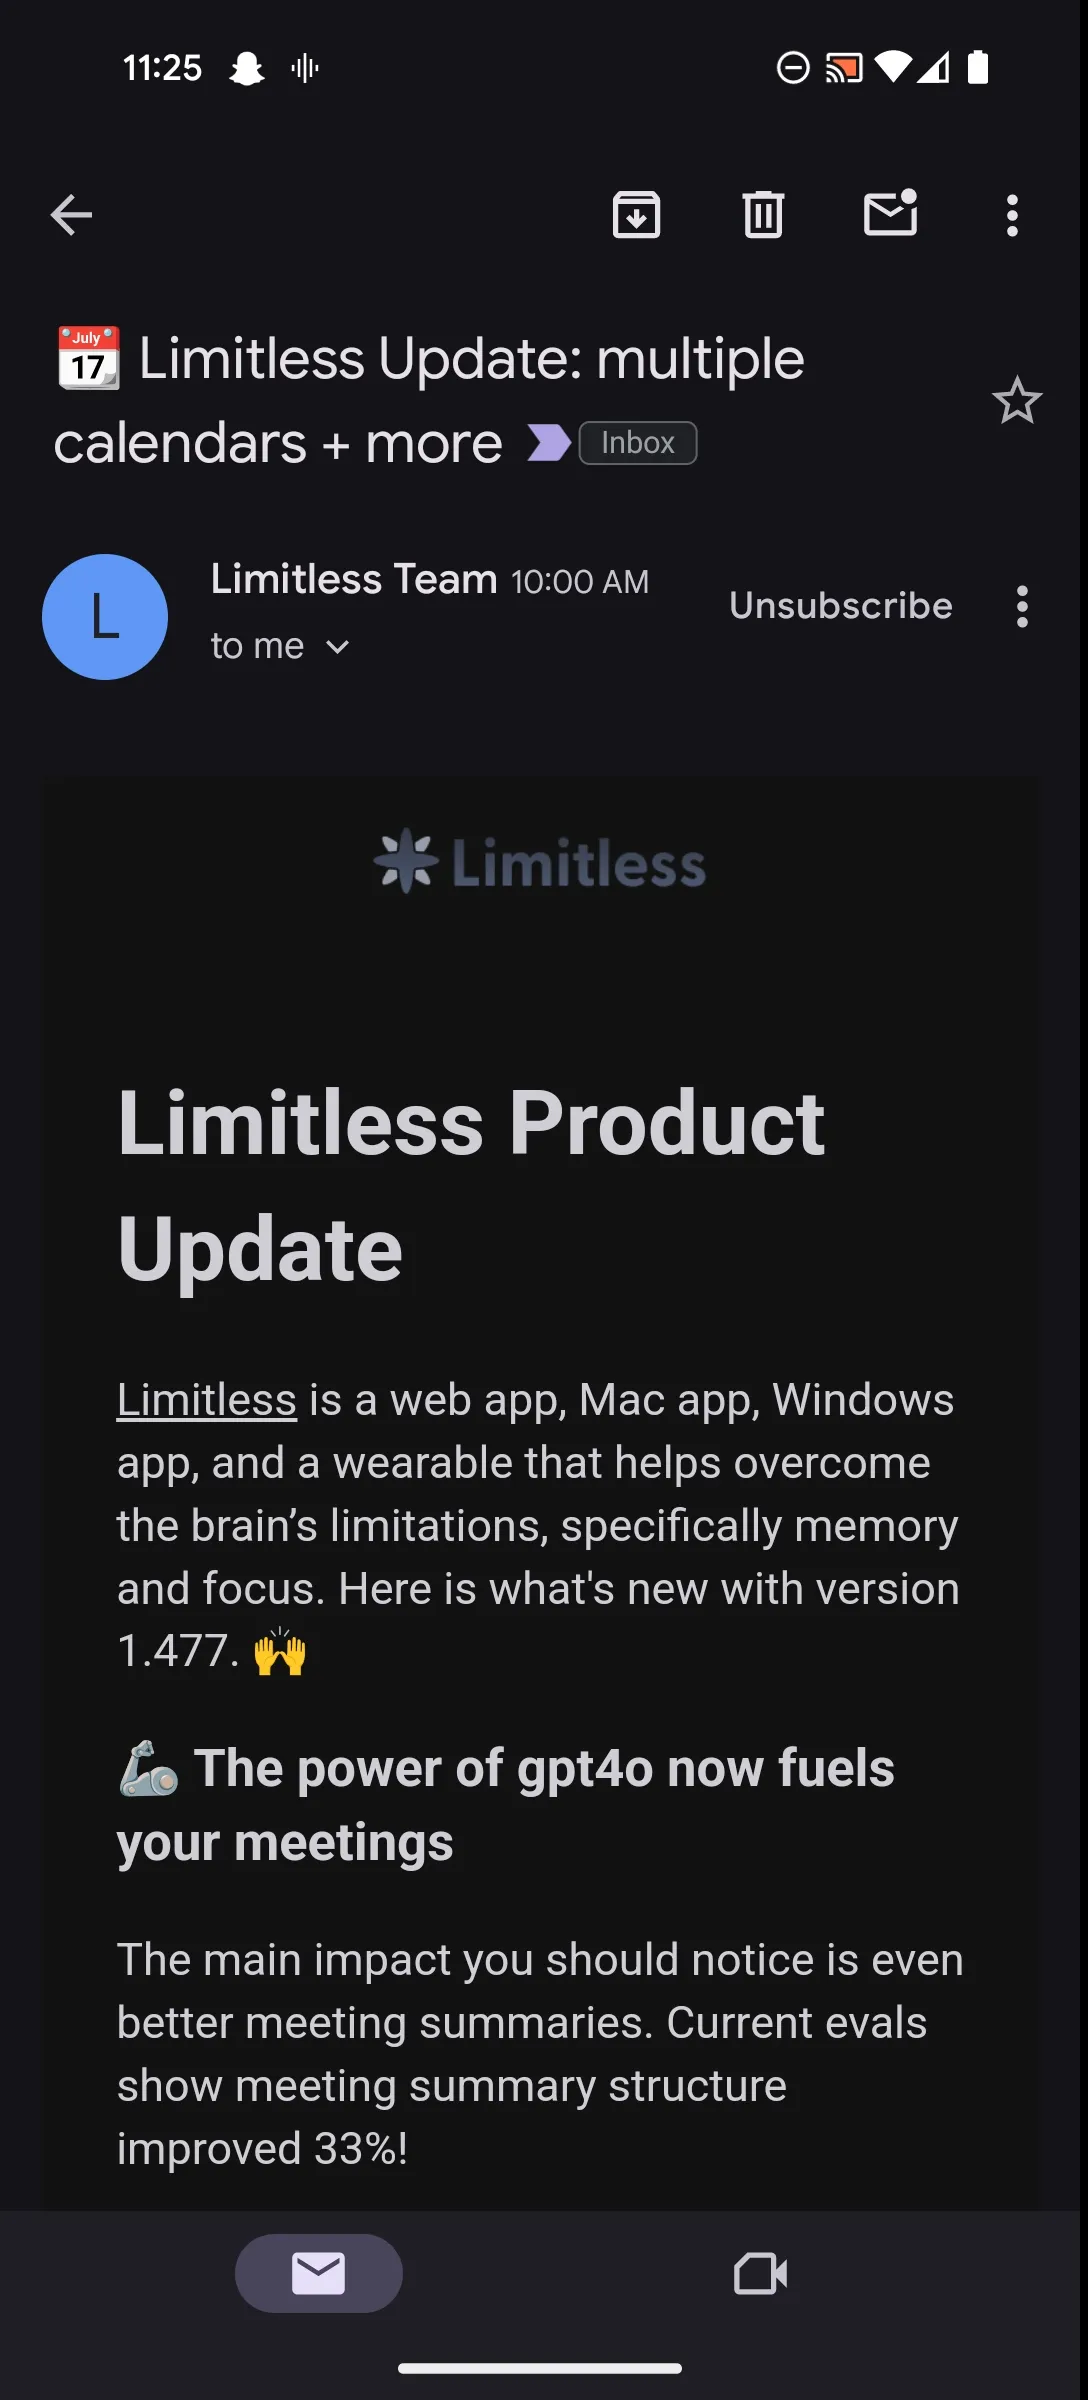 11:25
July
17
Limitless Update: multiple
calendars + more
Inbox
L
Limitless Team 10:00 AM
to me
Unsubscribe
Limitless
Limitless Product
Update
Limitless is a web app, Mac app, Windows
app, and a wearable that helps overcome
the brain’s limitations, specifically memory
and focus. Here is what's new with version
1.477. 🙌
🦾 The power of gpt4o now fuels
your meetings
The main impact you should notice is even
better meeting summaries. Current evals
show meeting summary structure
improved 33%!